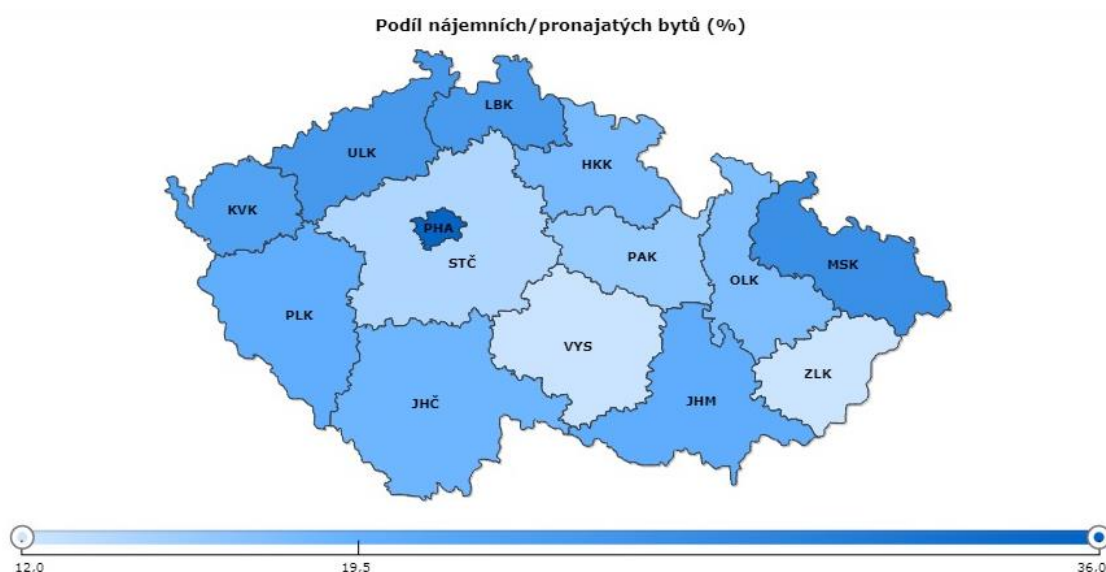 Podíl nájemních/pronajatých bytů (%)
LBK
ULK
HKK
KVK
PHA
STČ
PAK
MSK
OLK
PLK
VYS
ZLK
JHČ
JHM
12,0
19,5
36,0